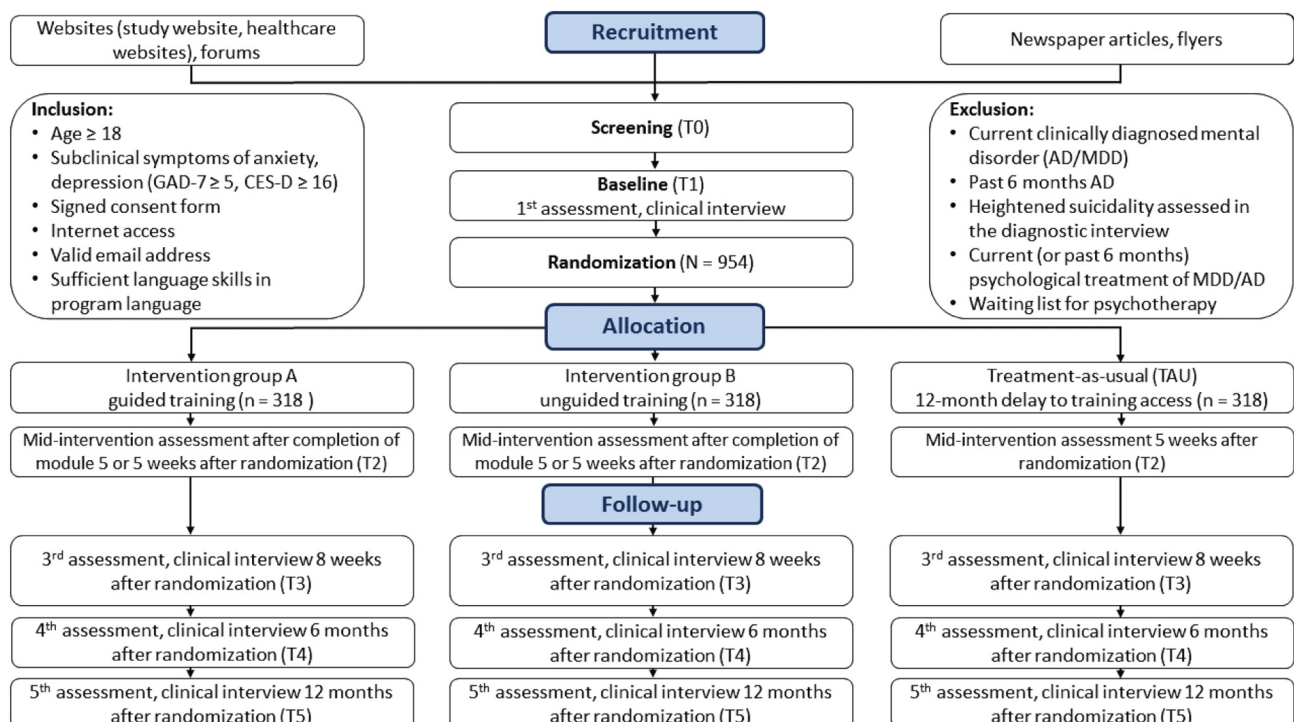 Websites (study website, healthcare
websites), forums
Recruitment
Newspaper articles, flyers
Inclusion:
• Age ≥ 18
• Subclinical symptoms of anxiety,
depression (GAD-7 ≥ 5, CES-D ≥ 16)
• Signed consent form
• Internet access
• Valid email address
• Sufficient language skills in
program language
Screening (T0)
Baseline (T1)
1st assessment, clinical interview
Randomization (N = 954)
Exclusion:
• Current clinically diagnosed mental
disorder (AD/MDD)
• Past 6 months AD
• Heightened suicidality assessed in
the diagnostic interview
• Current (or past 6 months)
psychological treatment of MDD/AD
• Waiting list for psychotherapy
Allocation
Intervention group A
guided training (n = 318 )
Intervention group B
unguided training (n = 318)
Treatment-as-usual (TAU)
12-month delay to training access (n = 318)
Mid-intervention assessment after completion of
module 5 or 5 weeks after randomization (T2)
Mid-intervention assessment after completion of
module 5 or 5 weeks after randomization (T2)
Mid-intervention assessment 5 weeks after
randomization (T2)
Follow-up
3rd assessment, clinical interview 8 weeks
after randomization (T3)
3rd assessment, clinical interview 8 weeks
after randomization (T3)
3rd assessment, clinical interview 8 weeks
after randomization (T3)
4th assessment, clinical interview 6 months
after randomization (T4)
4th assessment, clinical interview 6 months
after randomization (T4)
4th assessment, clinical interview 6 months
after randomization (T4)
5th assessment, clinical interview 12 months
after randomization (T5)
5th assessment, clinical interview 12 months
after randomization (T5)
5th assessment, clinical interview 12 months
after randomization (T5)